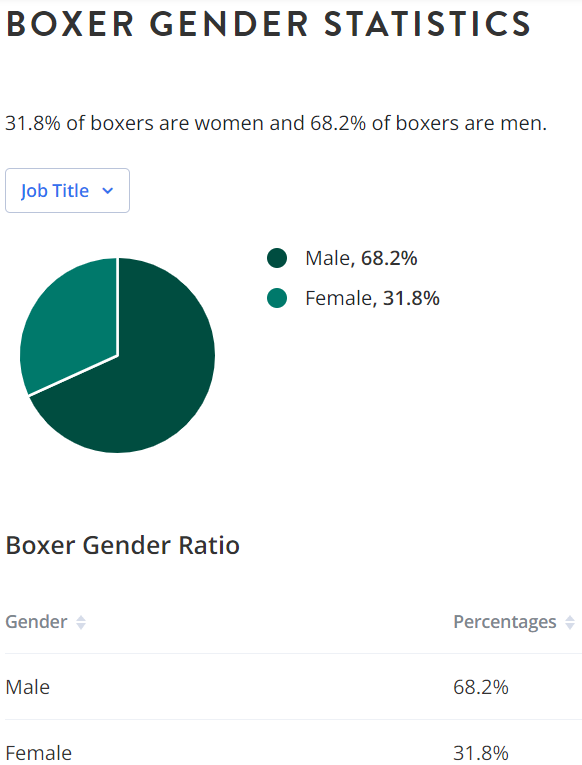 BOXER GENDER STATISTICS
31.8% of boxers are women and 68.2% of boxers are men.
Job Title
Male, 68.2%
Female, 31.8%
Boxer Gender Ratio
Gender Percentages
Male 68.2%
Female 31.8%